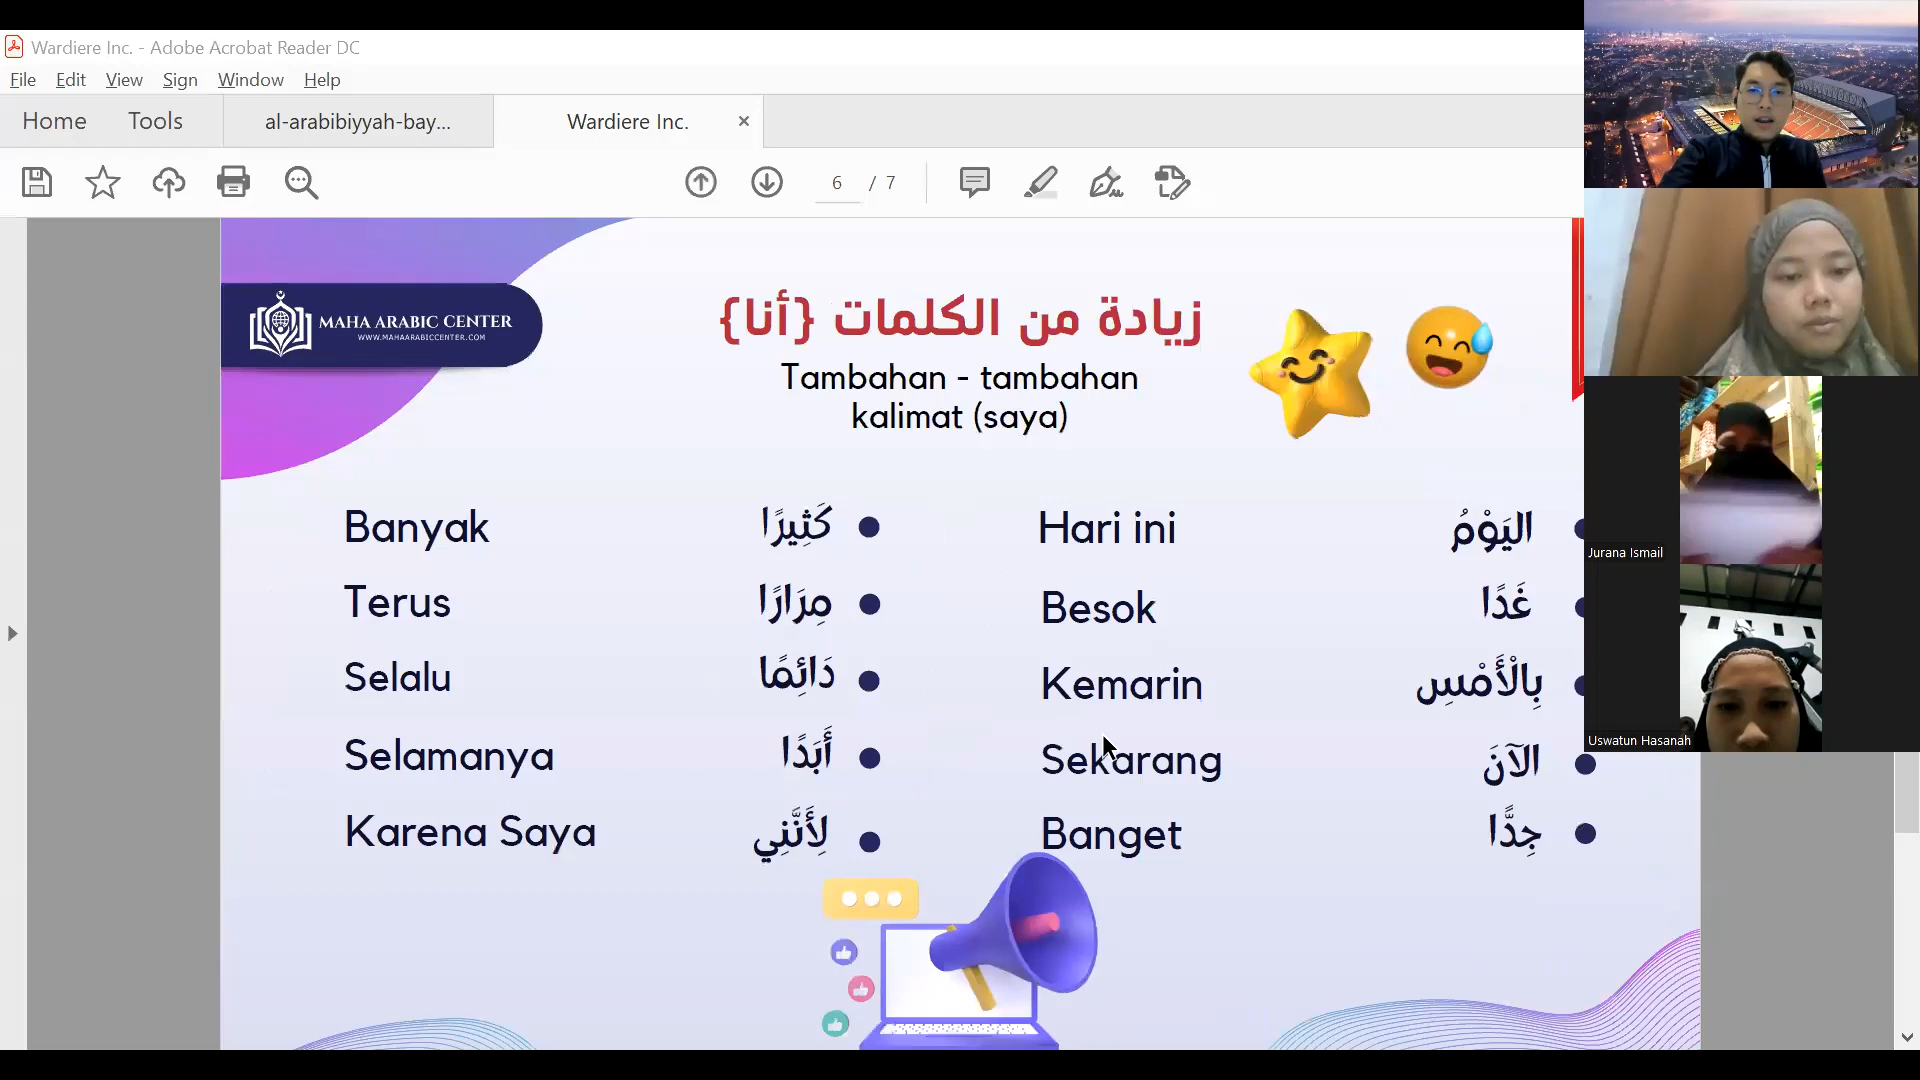 Wardiere Inc. - Adobe Acrobat Reader DC
File Edit View Sign Window Help
Home Tools al-arabibiyyah-bay... Wardiere Inc. ×
6 / 7
MAHA ARABIC CENTER
WWW.MAHAARABICCENTER.COM
زيادة من الكلمات {أنا}
Tambahan - tambahan
kalimat (saya)
Banyak كَثِيرًا
Terus مِرَارًا
Selalu دَائِمًا
Selamanya أَبَدًا
Karena Saya لِأَنَّنِي
Hari ini اليَوْمُ
Besok غَدًا
Kemarin بِالْأَمْسِ
Sekarang الآنَ
Banget جِدًّا
Jurana Ismail
Uswatun Hasanah